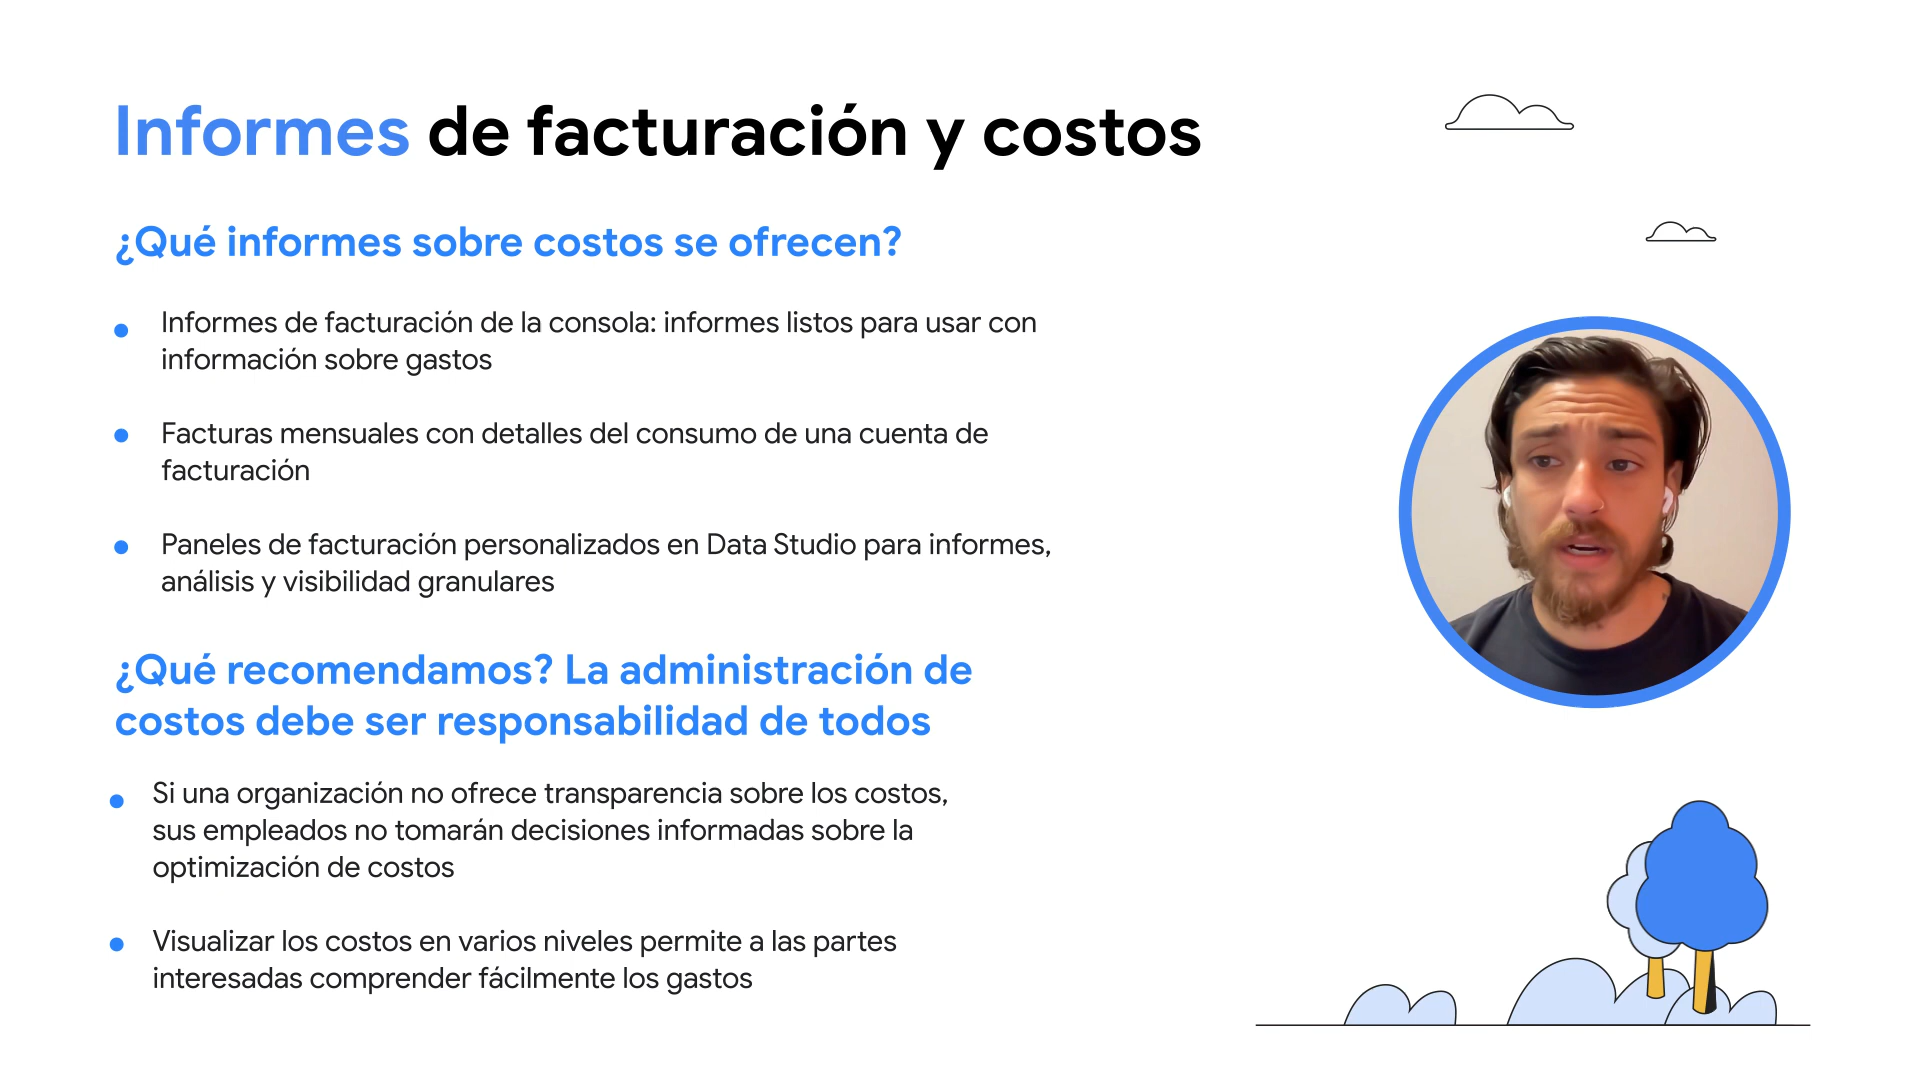 Informes de facturación y costos
¿Qué informes sobre costos se ofrecen?
Informes de facturación de la consola: informes listos para usar con
información sobre gastos
Facturas mensuales con detalles del consumo de una cuenta de
facturación
Paneles de facturación personalizados en Data Studio para informes,
análisis y visibilidad granulares
¿Qué recomendamos? La administración de
costos debe ser responsabilidad de todos
Si una organización no ofrece transparencia sobre los costos,
sus empleados no tomarán decisiones informadas sobre la
optimización de costos
Visualizar los costos en varios niveles permite a las partes
interesadas comprender fácilmente los gastos